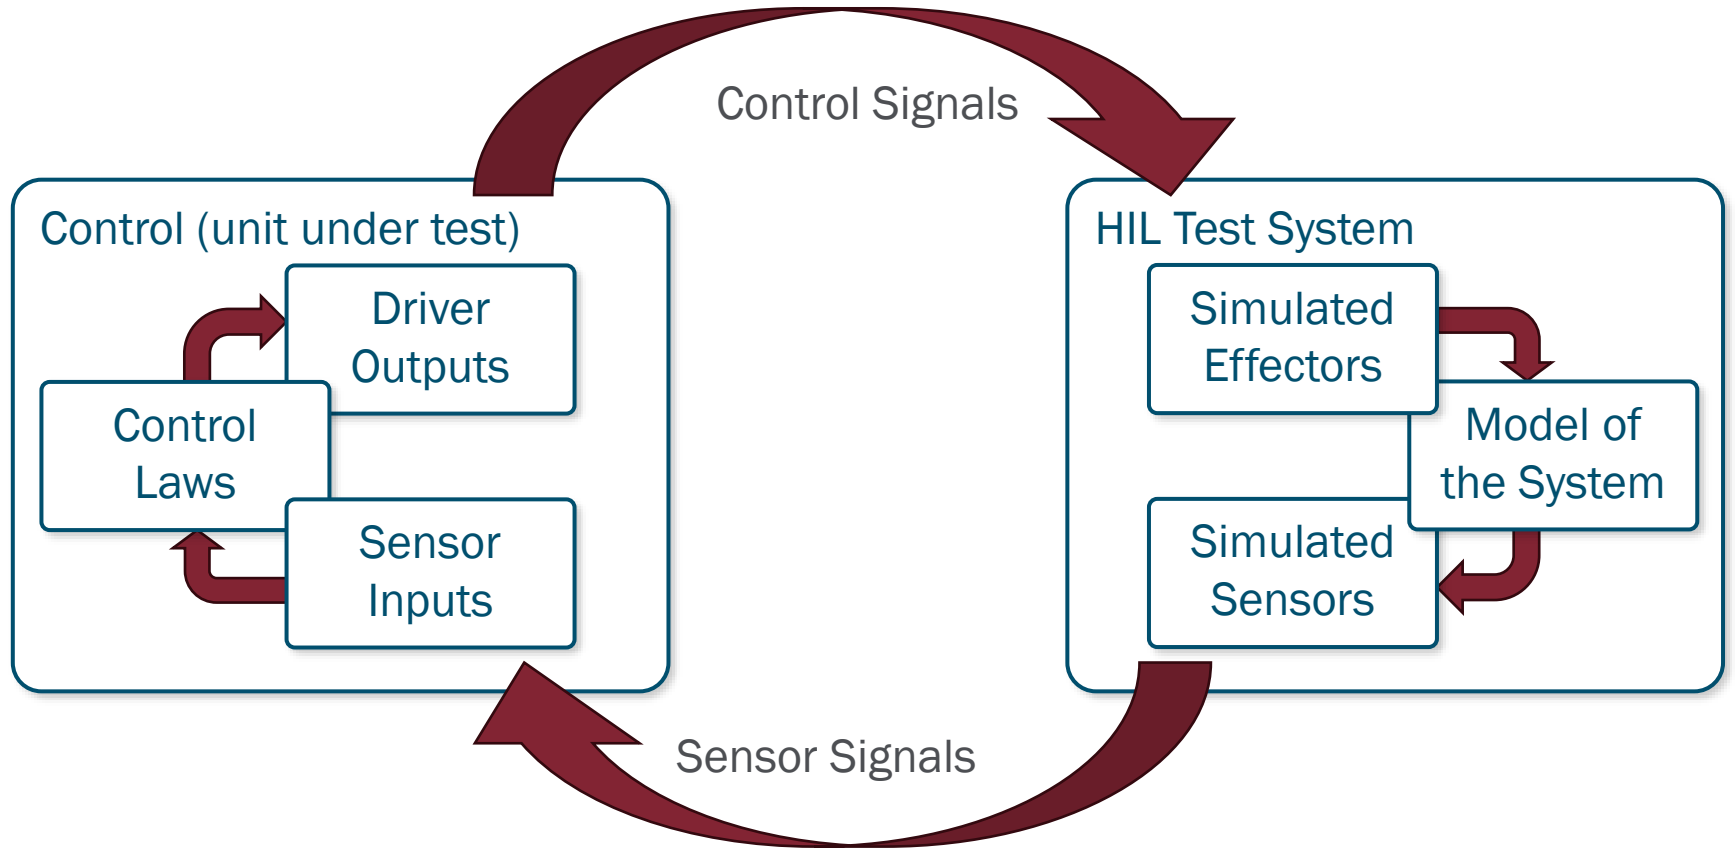 Control Signals
Control (unit under test)
Driver
Outputs
Control
Laws
Sensor
Inputs
HIL Test System
Simulated
Effectors
Model of
the System
Simulated
Sensors
Sensor Signals